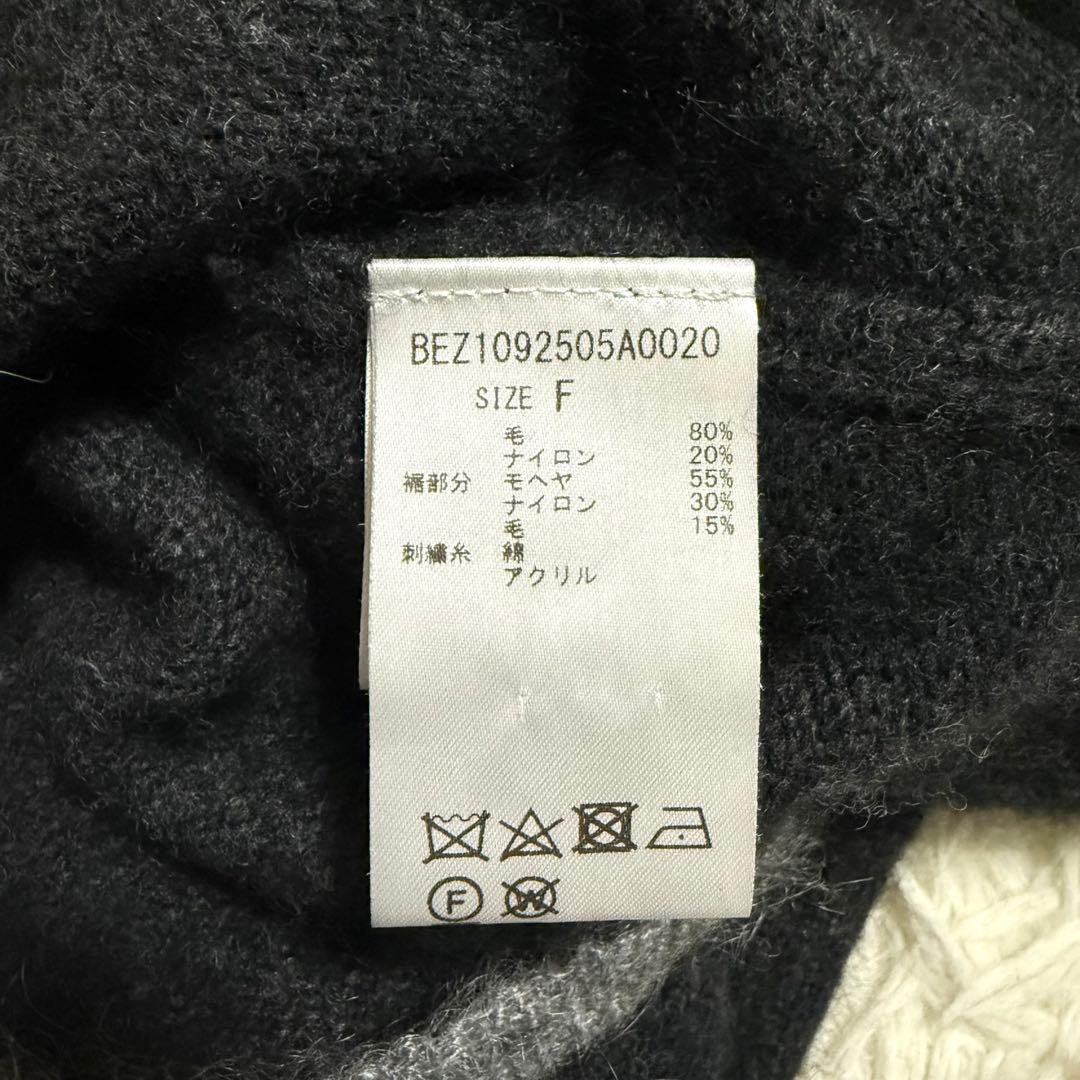 BEZ1092505A0020
SIZE F
毛 80%
ナイロン 20%
裾部分 モヘヤ 55%
ナイロン 30%
毛 15%
刺繍糸 綿
アクリル
F W